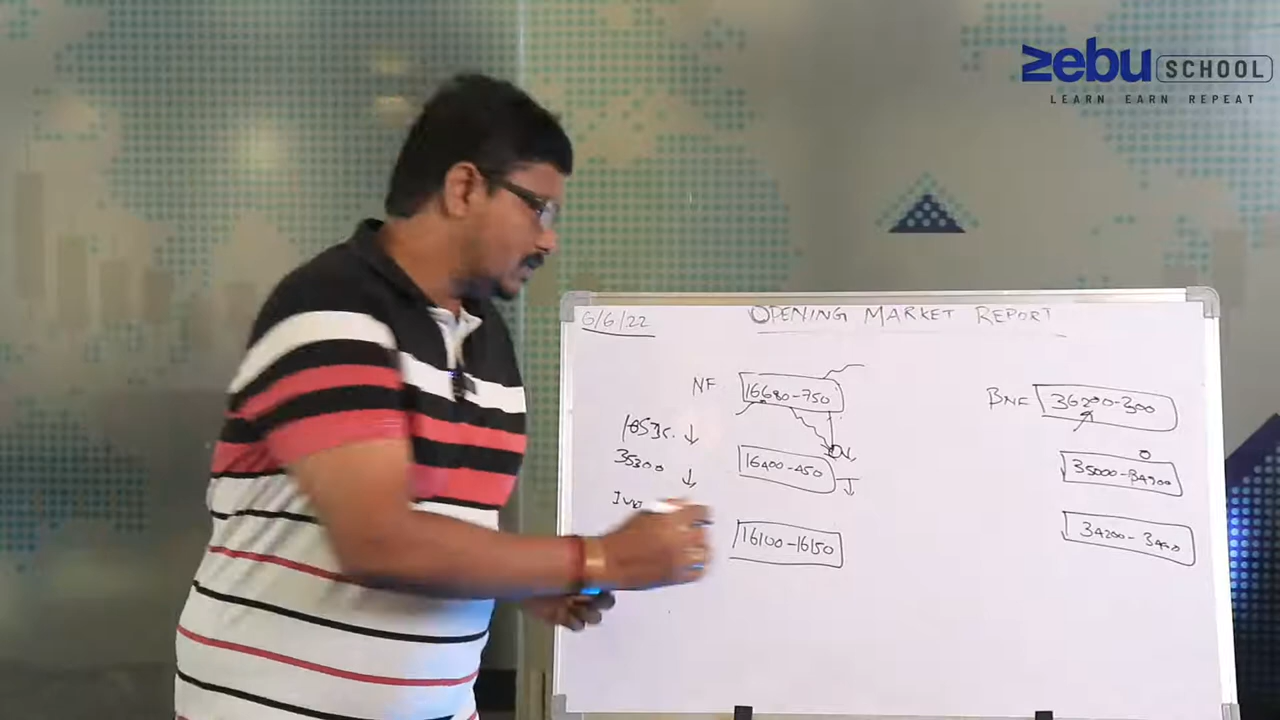 Zebu SCHOOL
LEARN EARN REPEAT
6/6/22 OPENING MARKET REPORT
NF 16680-750
BNF 36200-300
35300
16400-450
35000-34900
16100-16150
34200-